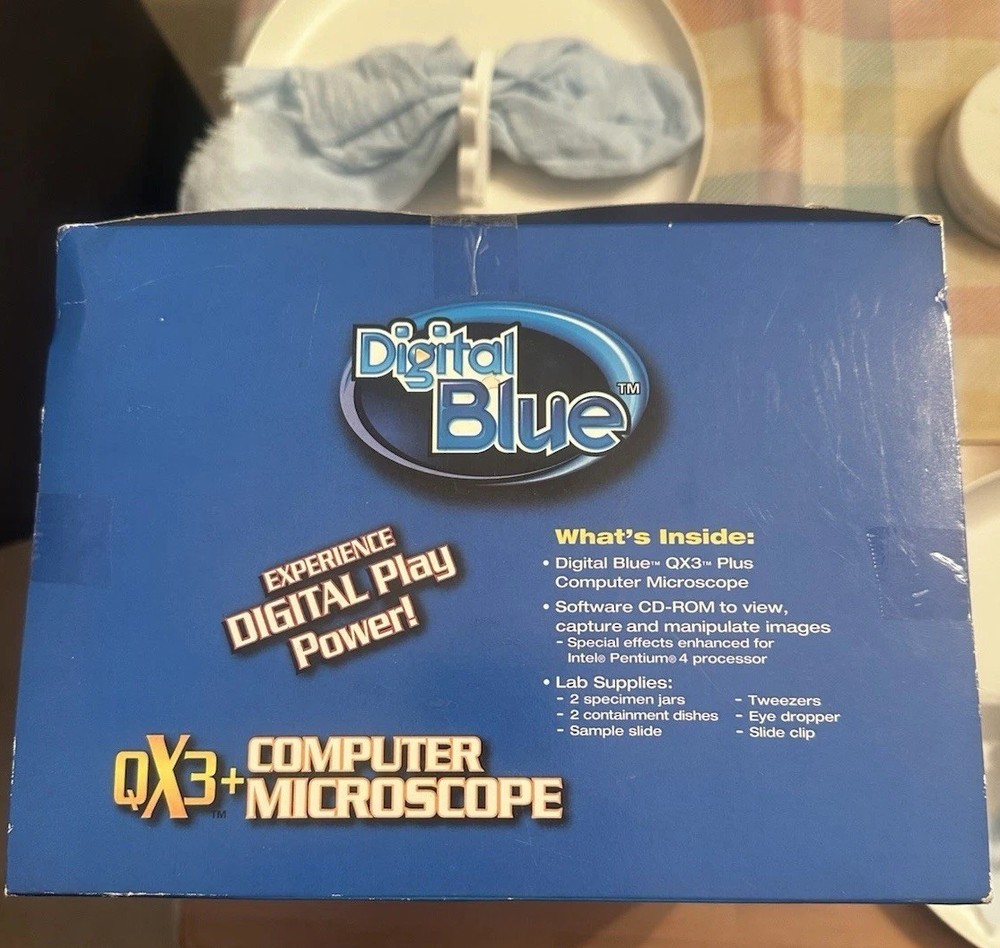 Digital
Blue™
EXPERIENCE
DIGITAL Play
Power!
What's Inside:
• Digital Blue™ QX3™ Plus
Computer Microscope
• Software CD-ROM to view,
capture and manipulate images
- Special effects enhanced for
Intel® Pentium® 4 processor
• Lab Supplies:
- 2 specimen jars
- 2 containment dishes
- Sample slide
- Tweezers
- Eye dropper
- Slide clip
QX3+™ COMPUTER
MICROSCOPE